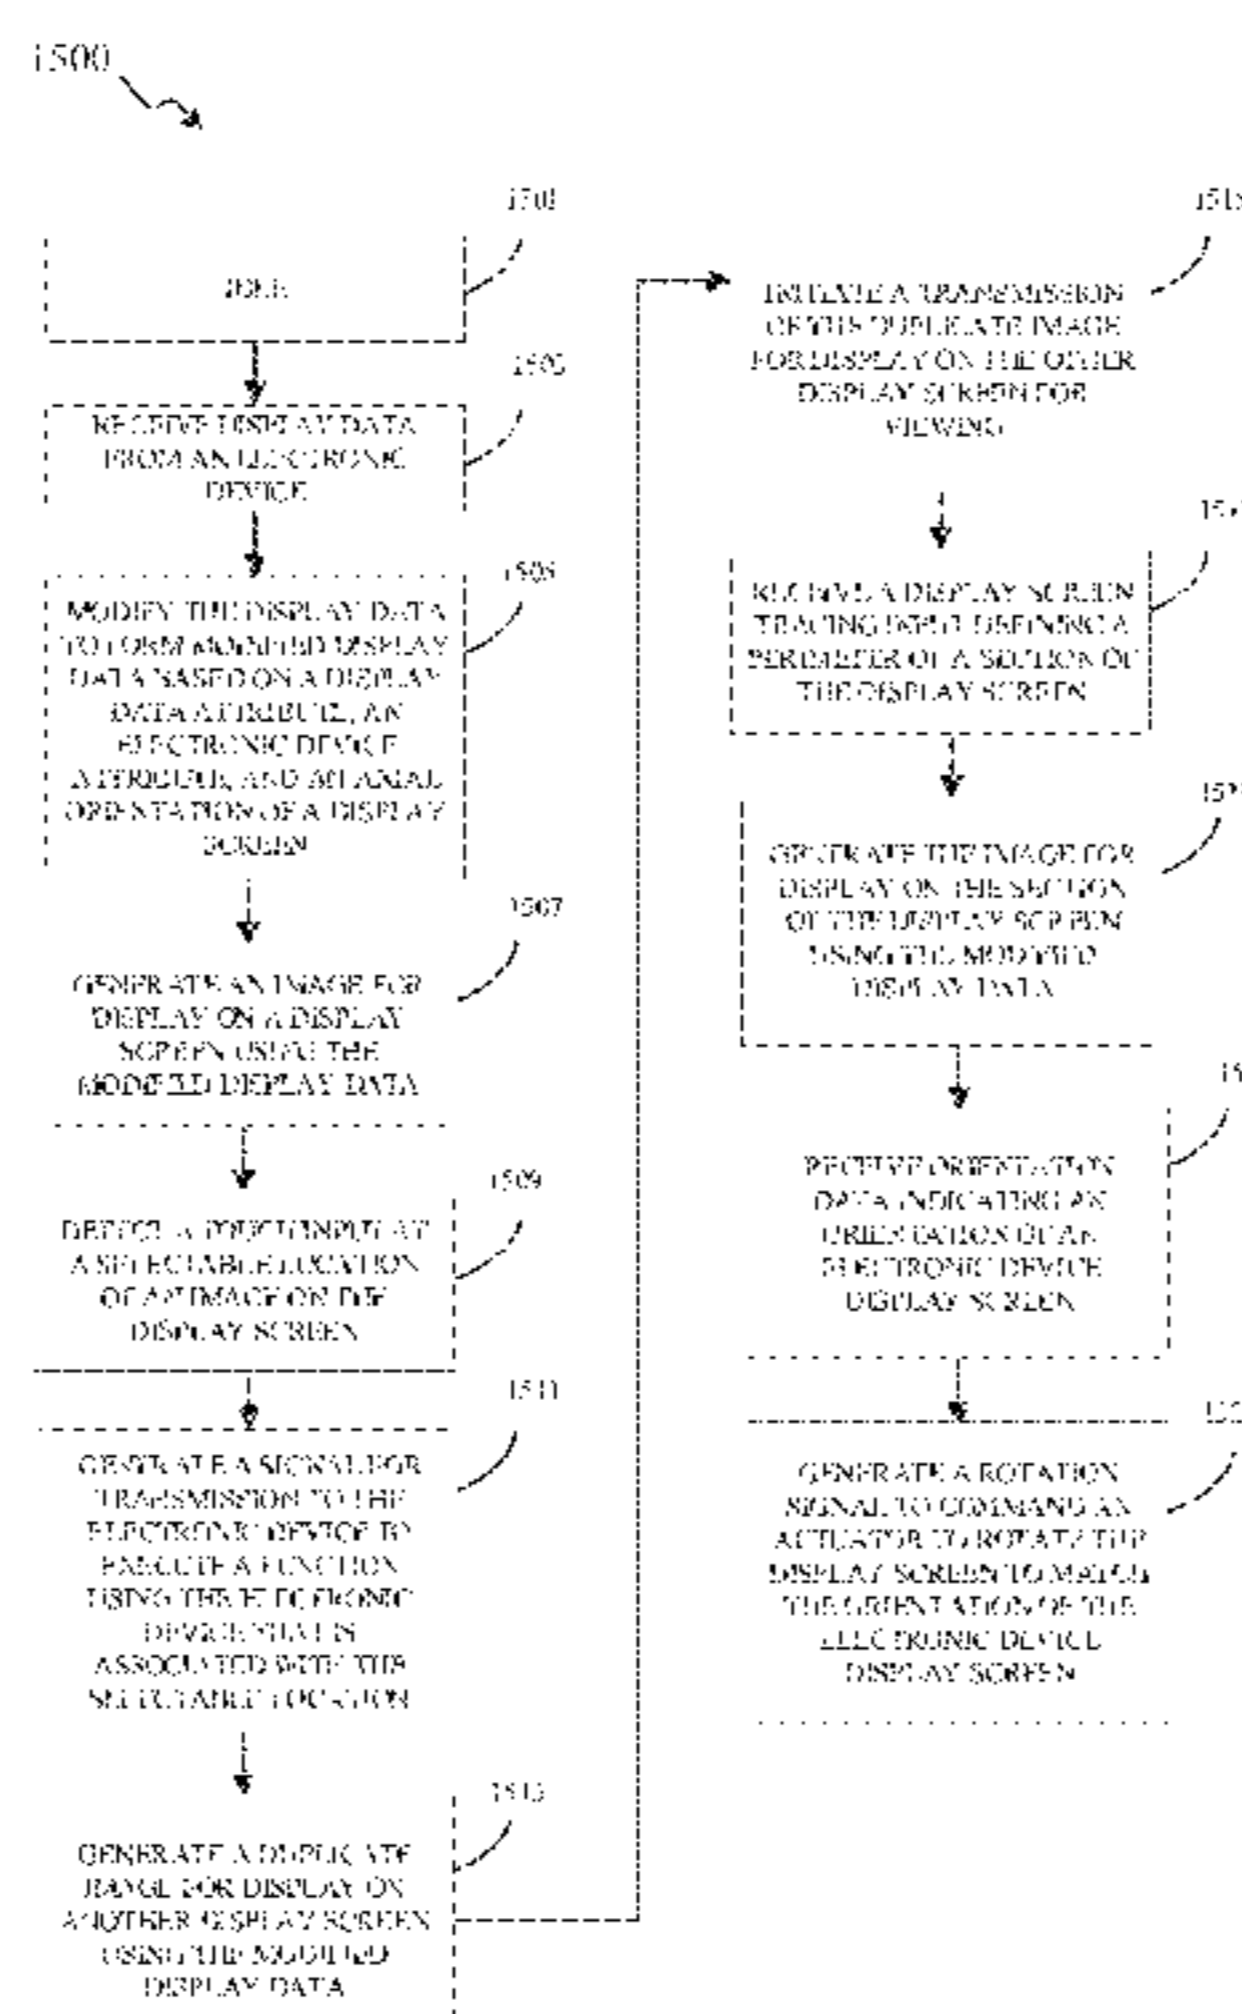 1500
1501
IDLE
RECEIVE DISPLAY DATA
FROM AN ELECTRONIC
DEVICE
1505
MODIFY THE DISPLAY DATA
TO FORM MODIFIED DISPLAY
DATA BASED ON A DISPLAY
DATA ATTRIBUTE, AN
ELECTRONIC DEVICE
ATTRIBUTE, AND AN AXIAL
ORIENTATION OF A DISPLAY
SCREEN
1507
GENERATE AN IMAGE FOR
DISPLAY ON A DISPLAY
SCREEN USING THE
MODIFIED DISPLAY DATA
1509
DETECT A TOUCH INPUT AT
A SELECTABLE LOCATION
OF AN IMAGE ON THE
DISPLAY SCREEN
1511
GENERATE A SIGNAL FOR
TRANSMISSION TO THE
ELECTRONIC DEVICE TO
EXECUTE A FUNCTION
USING THE ELECTRONIC
DEVICE THAT IS
ASSOCIATED WITH THE
SELECTABLE LOCATION
1513
GENERATE A DUPLICATE
IMAGE FOR DISPLAY ON
ANOTHER DISPLAY SCREEN
USING THE MODIFIED
DISPLAY DATA
INITIATE A TRANSMISSION
OF THE DUPLICATE IMAGE
FOR DISPLAY ON THE OTHER
DISPLAY SCREEN FOR
VIEWING
RECEIVE A DISPLAY SCREEN
TRACING INPUT DEFINING A
PERIMETER OF A SECTION OF
THE DISPLAY SCREEN
GENERATE THE IMAGE FOR
DISPLAY ON THE SECTION
OF THE DISPLAY SCREEN
USING THE MODIFIED
DISPLAY DATA
RECEIVE ORIENTATION
DATA INDICATING AN
ORIENTATION OF AN
ELECTRONIC DEVICE
DISPLAY SCREEN
GENERATE A ROTATION
SIGNAL TO COMMAND AN
ACTUATOR TO ROTATE THE
DISPLAY SCREEN TO MATCH
THE ORIENTATION OF THE
ELECTRONIC DEVICE
DISPLAY SCREEN